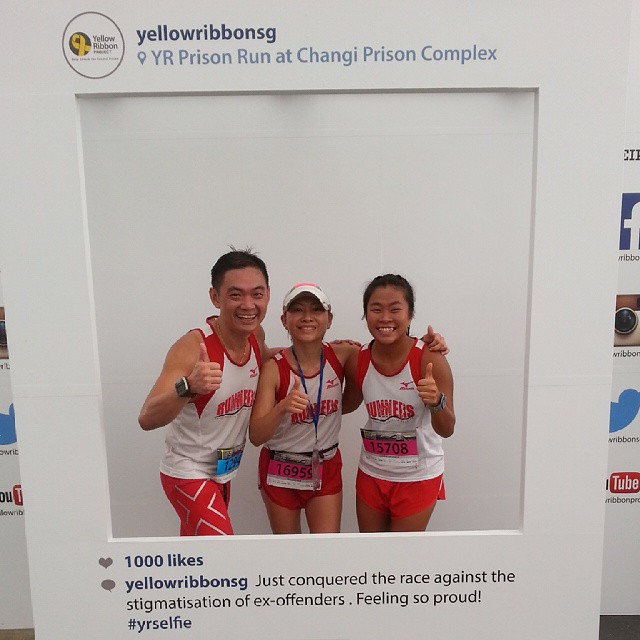 Yellow
Ribbon
PROJECT
yellowribbonsg
YR Prison Run at Changi Prison Complex
f
RUNNERS
RUNNERS
RUNNERS
15708
16955
Tube
1000 likes
yellowribbonsg Just conquered the race against the
stigmatisation of ex-offenders . Feeling so proud!
#yrselfie